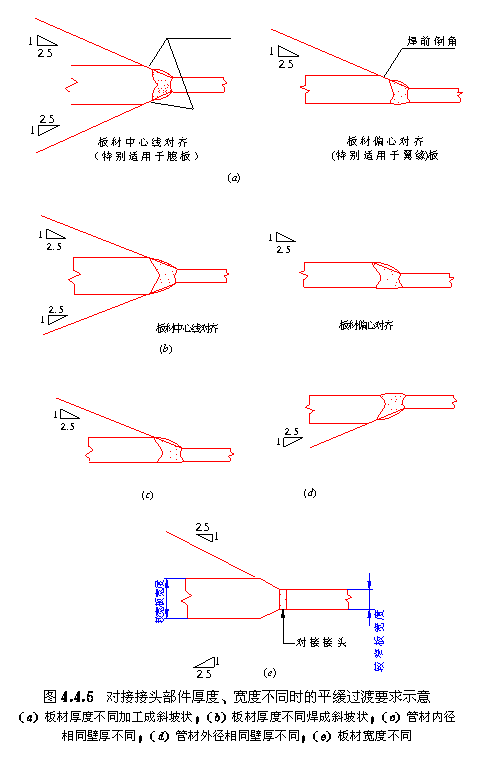 1
2.5
1
2.5
板材中心线对齐
（特别适用于腹板）
1
2.5
焊前倒角
板材偏心对齐
(特别适用于翼缘)板
(a)
1
2.5
1
2.5
板材中心线对齐
1
2.5
板材偏心对齐
(b)
1
2.5
(c)
2.5
1
(d)
2.5
1
较宽板宽度
对接接头
较窄板宽度
2.5
1
(e)
图 4.4.5 对接接头部件厚度、宽度不同时的平缓过渡要求示意
(a) 板材厚度不同加工成斜坡状；(b) 板材厚度不同焊成斜坡状；(c) 管材内径
相同壁厚不同；(d) 管材外径相同壁厚不同；(e) 板材宽度不同